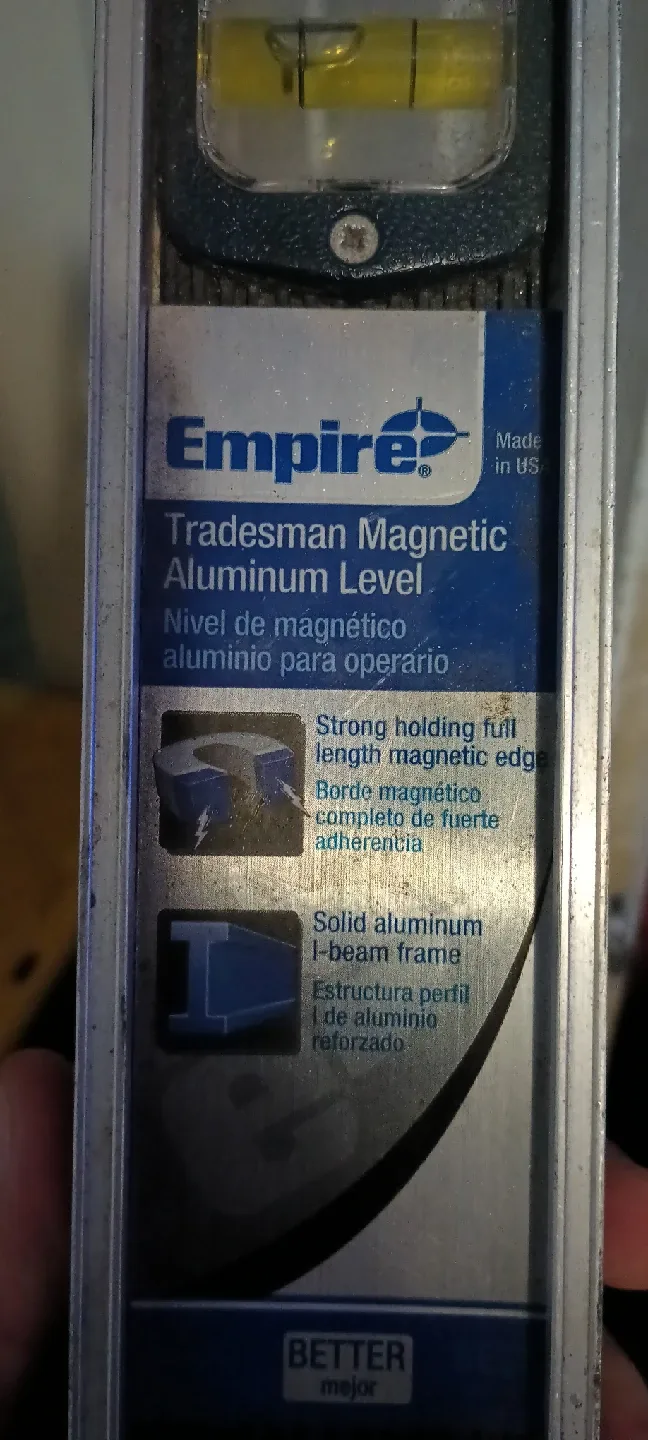 Empire®
Made
in USA
Tradesman Magnetic
Aluminum Level
Nivel de magnético
aluminio para operario
Strong holding full
length magnetic edge
Borde magnético
completo de fuerte
adherencia
Solid aluminum
I-beam frame
Estructura perfil
I de aluminio
reforzado
BETTER
mejor